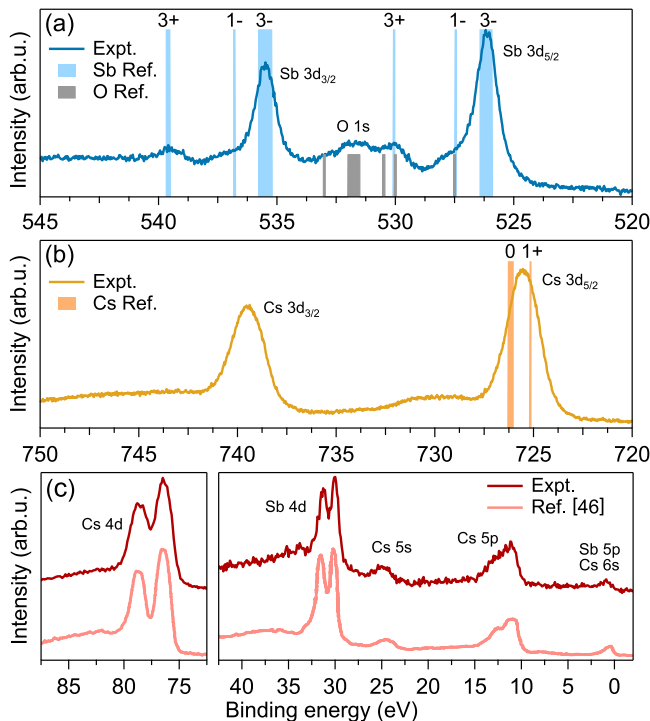 (a)
3+ 1- 3- 3+ 1- 3-
Expt.
Sb Ref.
O Ref.
Sb 3d3/2
O 1s
Sb 3d5/2
Intensity (arb.u.)
545 540 535 530 525 520
(b)
0 1+
Expt.
Cs Ref.
Cs 3d3/2
Cs 3d5/2
Intensity (arb.u.)
750 745 740 735 730 725 720
(c)
Expt.
Ref. [46]
Cs 4d
Sb 4d
Cs 5s
Cs 5p
Sb 5p
Cs 6s
Intensity (arb.u.)
85 80 75 40 35 30 25 20 15 10 5 0
Binding energy (eV)